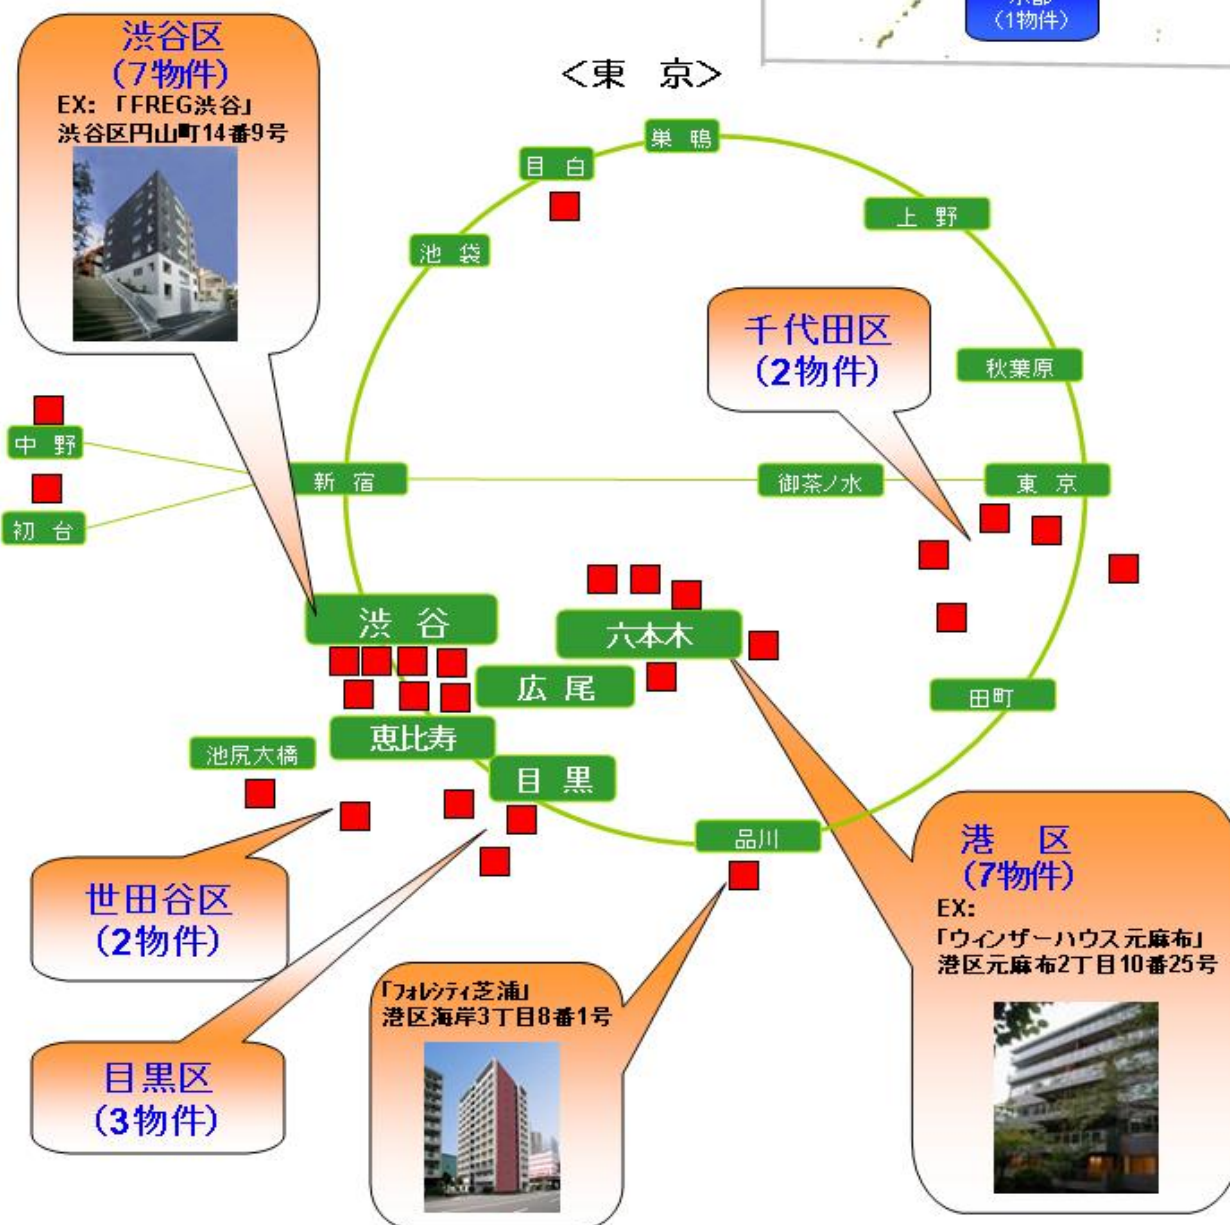 京都
(1物件)
渋谷区
(7物件)
EX:「FREG渋谷」
渋谷区円山町14番9号
<東 京>
巣 鴨
目 白
上 野
池 袋
千代田区
(2物件)
秋葉原
中 野
新 宿
御茶ノ水
東 京
初 台
渋 谷
六本木
広 尾
田町
恵比寿
池尻大橋
目 黒
品川
世田谷区
(2物件)
目黒区
(3物件)
「フォレシティ芝浦」
港区海岸3丁目8番1号
港 区
(7物件)
EX:
「ウィンザーハウス元麻布」
港区元麻布2丁目10番25号